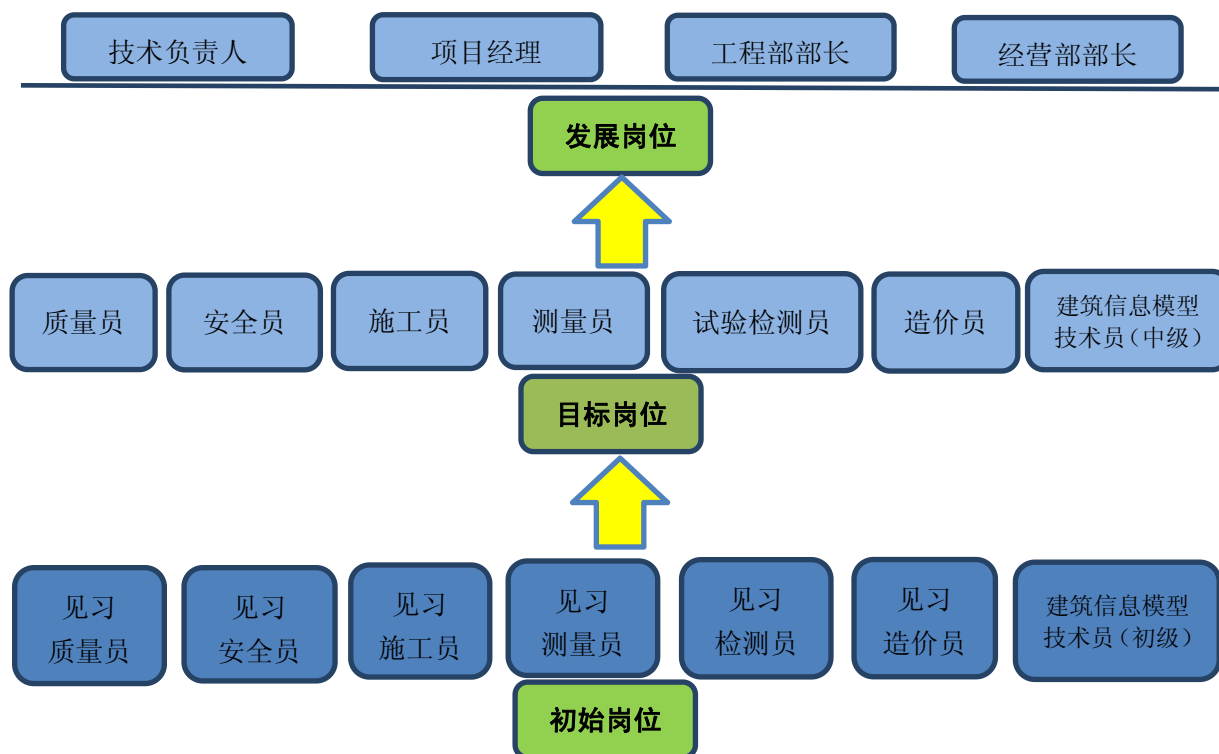 技术负责人
项目经理
工程部部长
经营部部长
发展岗位
质量员
安全员
施工员
测量员
试验检测员
造价员
建筑信息模型
技术员（中级）
目标岗位
见习
质量员
见习
安全员
见习
施工员
见习
测量员
见习
检测员
见习
造价员
建筑信息模型
技术员（初级）
初始岗位